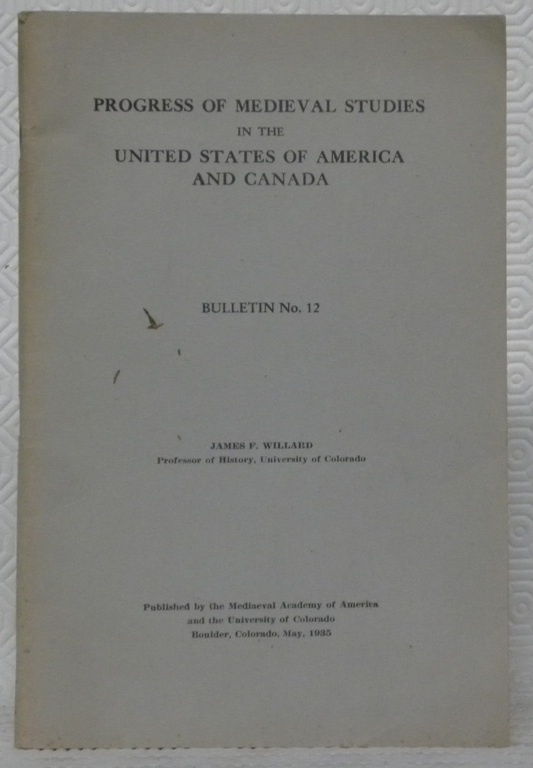 PROGRESS OF MEDIEVAL STUDIES
IN THE
UNITED STATES OF AMERICA
AND CANADA
BULLETIN No. 12
JAMES F. WILLARD
Professor of History, University of Colorado
Published by the Mediaeval Academy of America
and the University of Colorado
Boulder, Colorado, May, 1935